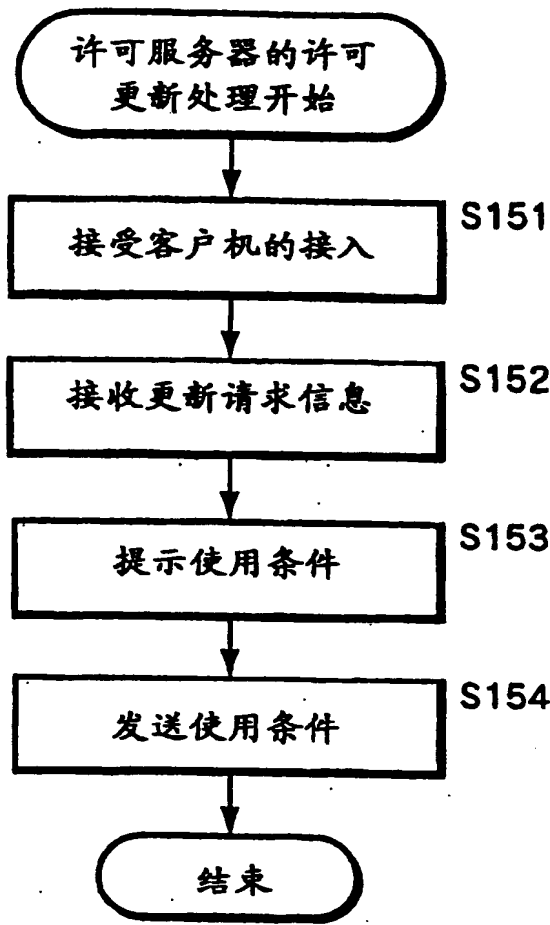 许可服务器的许可
更新处理开始
S151
接受客户机的接入
S152
接收更新请求信息
S153
提示使用条件
S154
发送使用条件
结束